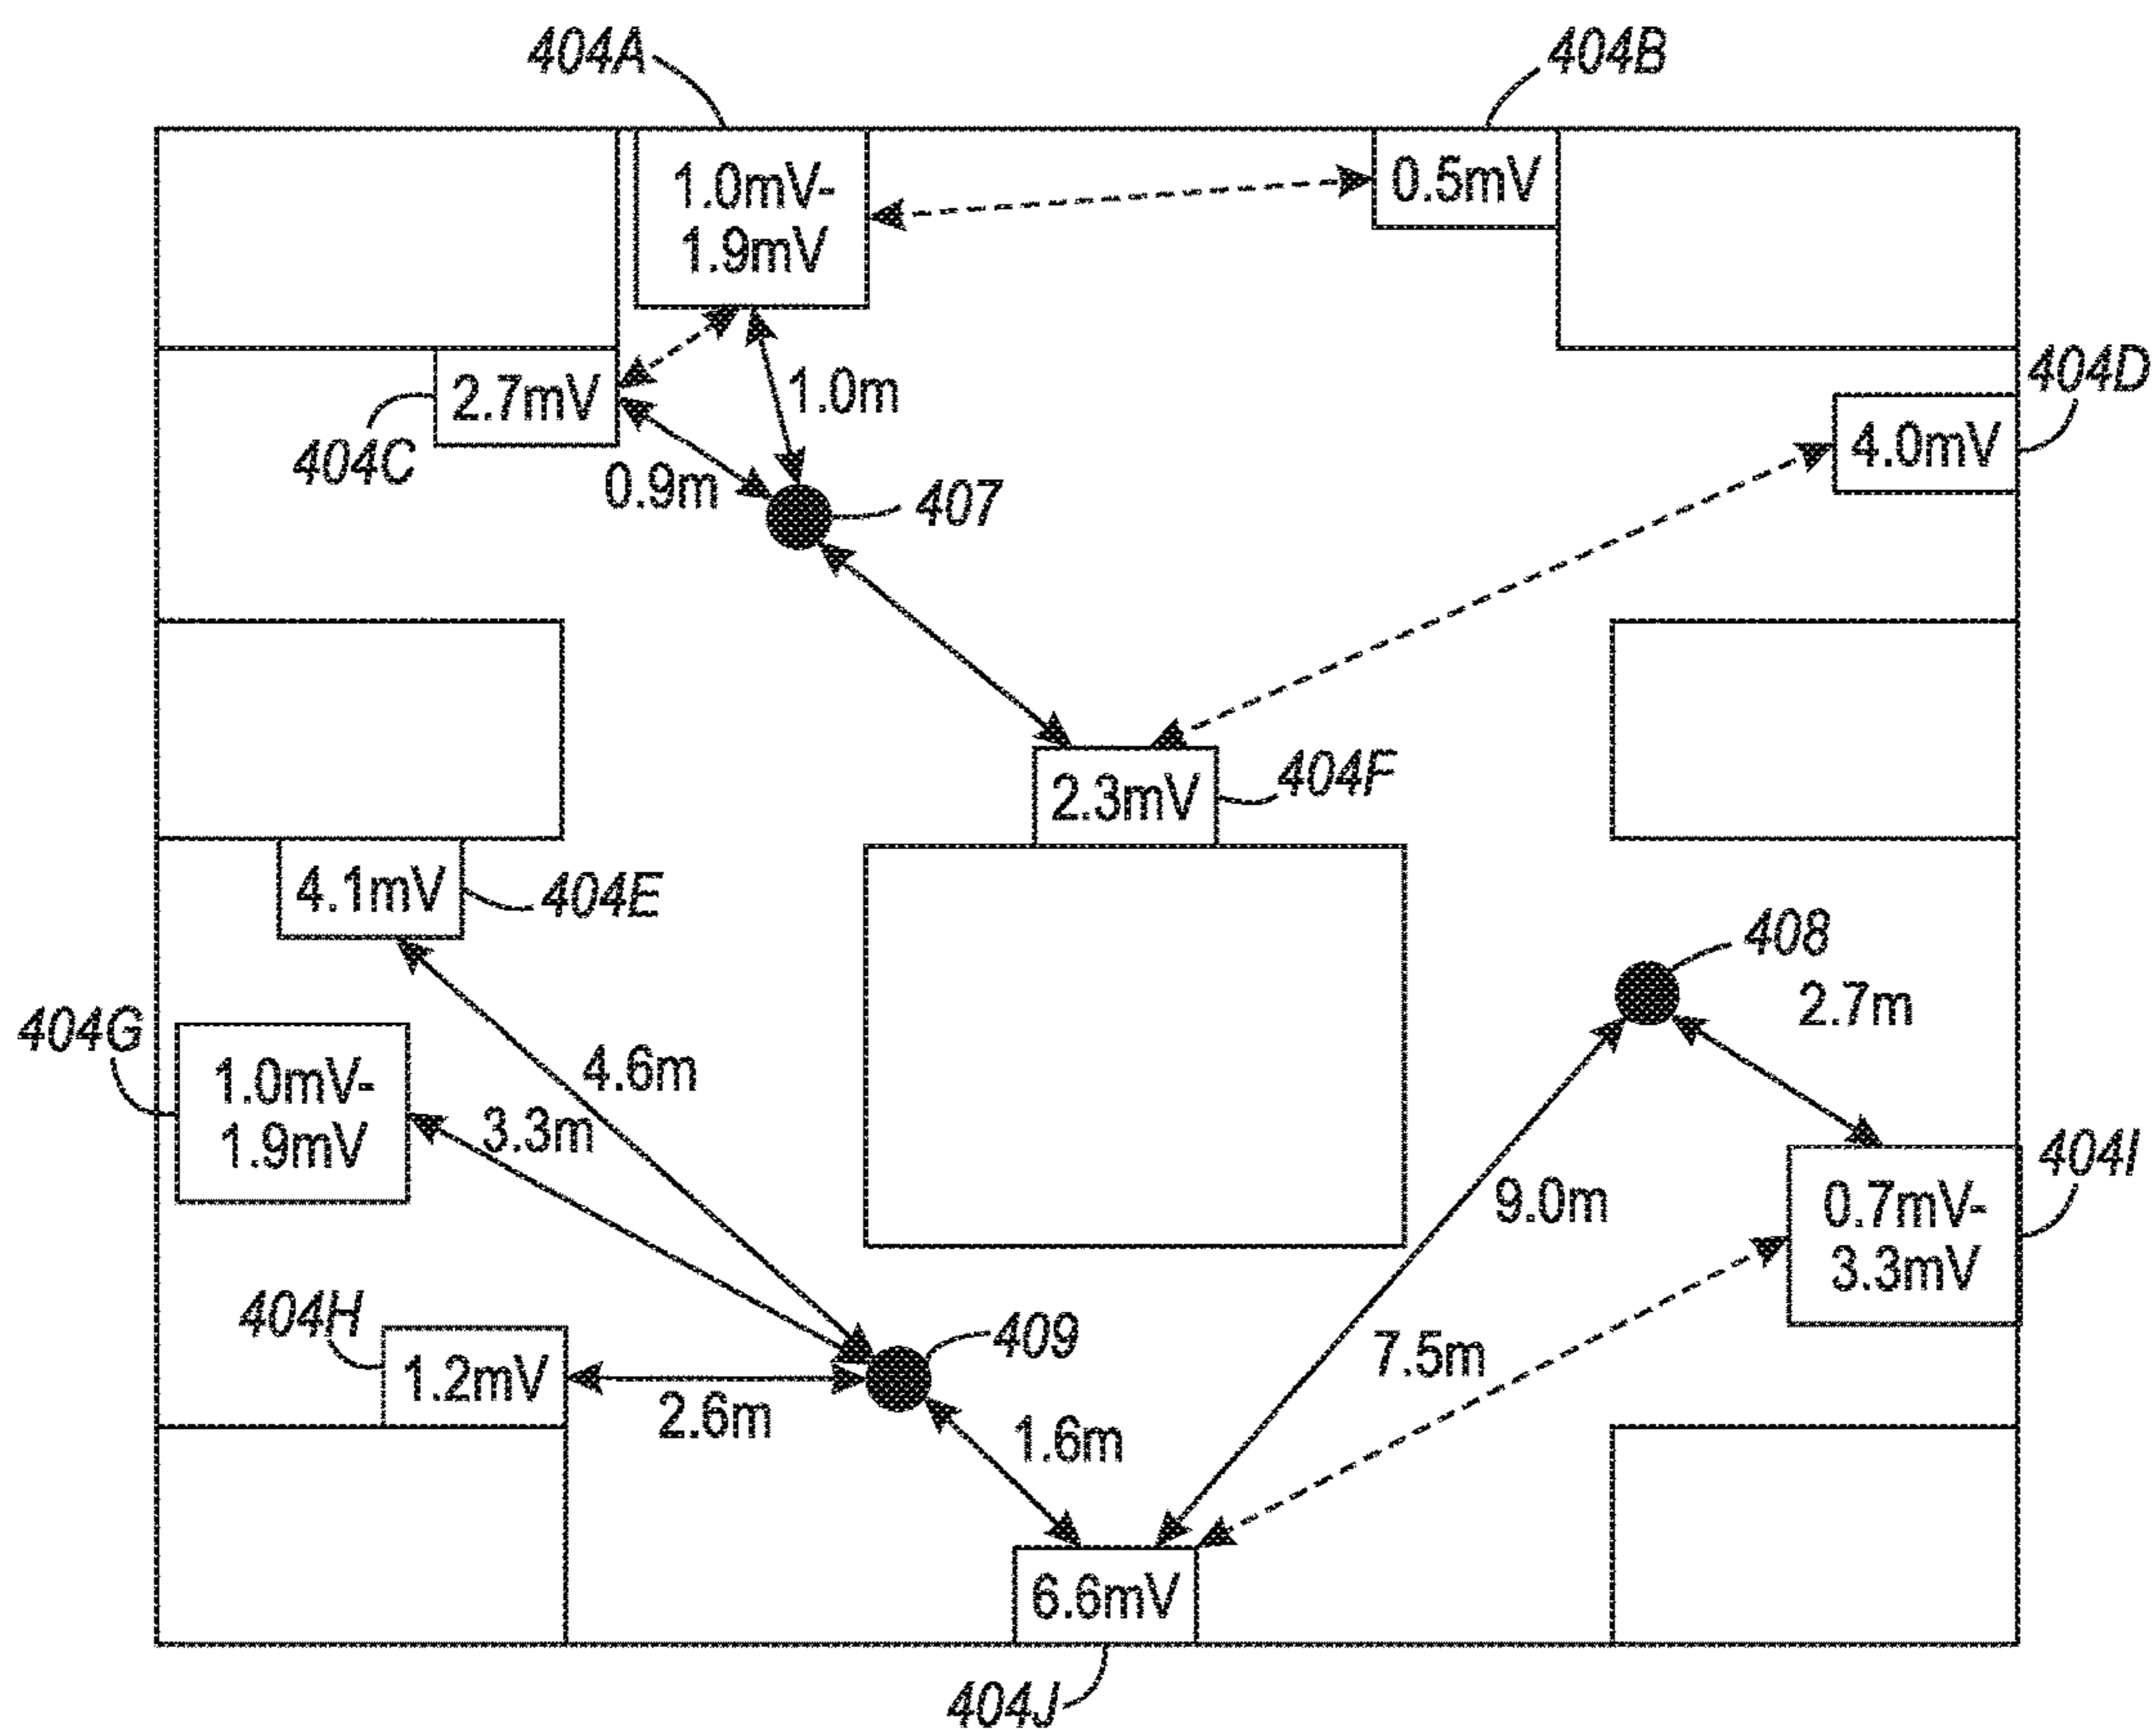 404A
404B
1.0mV-
1.9mV
0.5mV
404D
2.7mV
1.0m
4.0mV
404C
0.9m
407
2.3mV
404F
4.1mV
404E
408
2.7m
404G
1.0mV-
1.9mV
4.6m
3.3m
9.0m
404I
0.7mV-
3.3mV
404H
1.2mV
2.6m
409
7.5m
1.6m
6.6mV
404J